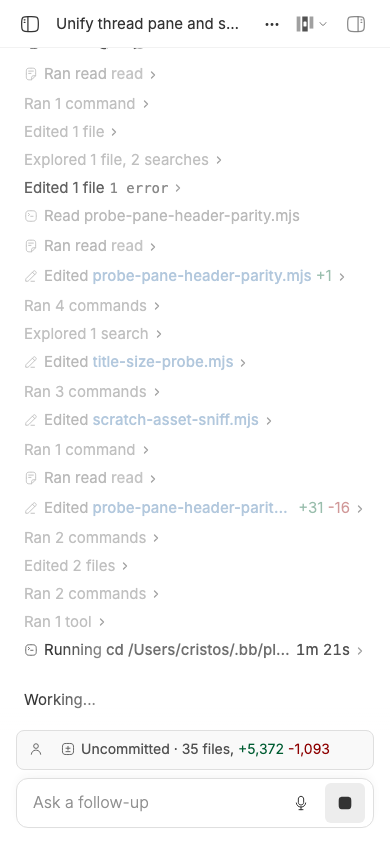 Unify thread pane and s...
Ran read read
Ran 1 command
Edited 1 file
Explored 1 file, 2 searches
Edited 1 file 1 error
Read probe-pane-header-parity.mjs
Ran read read
Edited probe-pane-header-parity.mjs +1
Ran 4 commands
Explored 1 search
Edited title-size-probe.mjs
Ran 3 commands
Edited scratch-asset-sniff.mjs
Ran 1 command
Ran read read
Edited probe-pane-header-parit... +31 -16
Ran 2 commands
Edited 2 files
Ran 2 commands
Ran 1 tool
Running cd /Users/cristos/.bb/pl... 1m 21s
Working...
Uncommitted · 35 files, +5,372 -1,093
Ask a follow-up